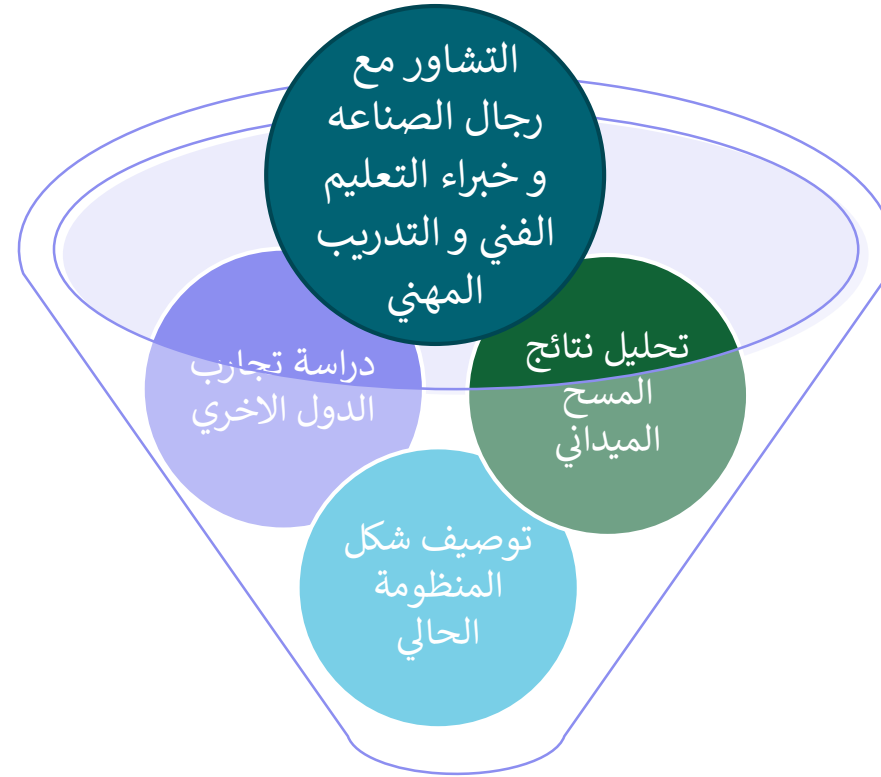 التشاور مع
رجال الصناعه
و خبراء التعليم
الفني و التدريب
المهني
تحليل نتائج
المسح
الميداني
دراسة تجارب
الدول الاخري
توصيف شكل
المنظومة
الحالي